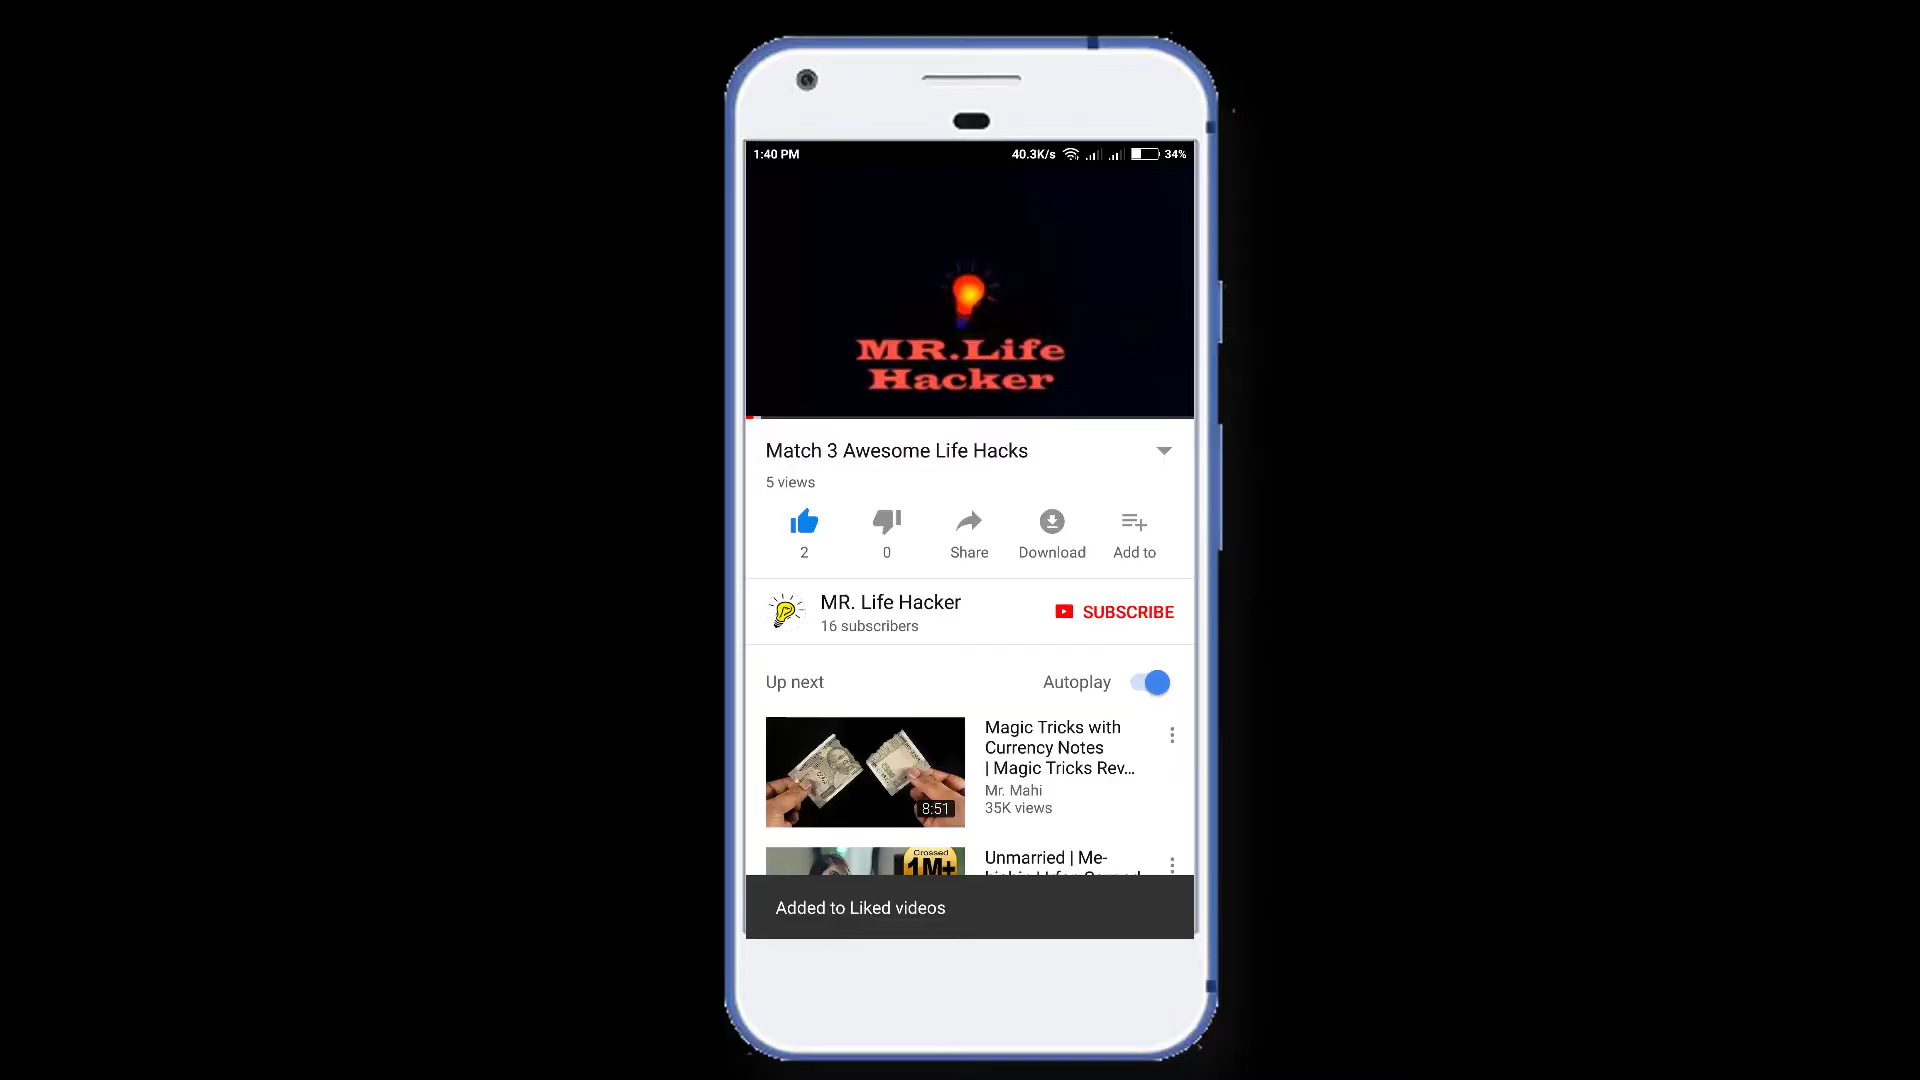 1:40 PM 40.3K/s 34%
MR.Life
Hacker
Match 3 Awesome Life Hacks
5 views
2 0 Share Download Add to
MR. Life Hacker
16 subscribers
SUBSCRIBE
Up next Autoplay
8:51
Magic Tricks with
Currency Notes
| Magic Tricks Rev...
Mr. Mahi
35K views
Crossed
1M+
Unmarried | Me-
Added to Liked videos